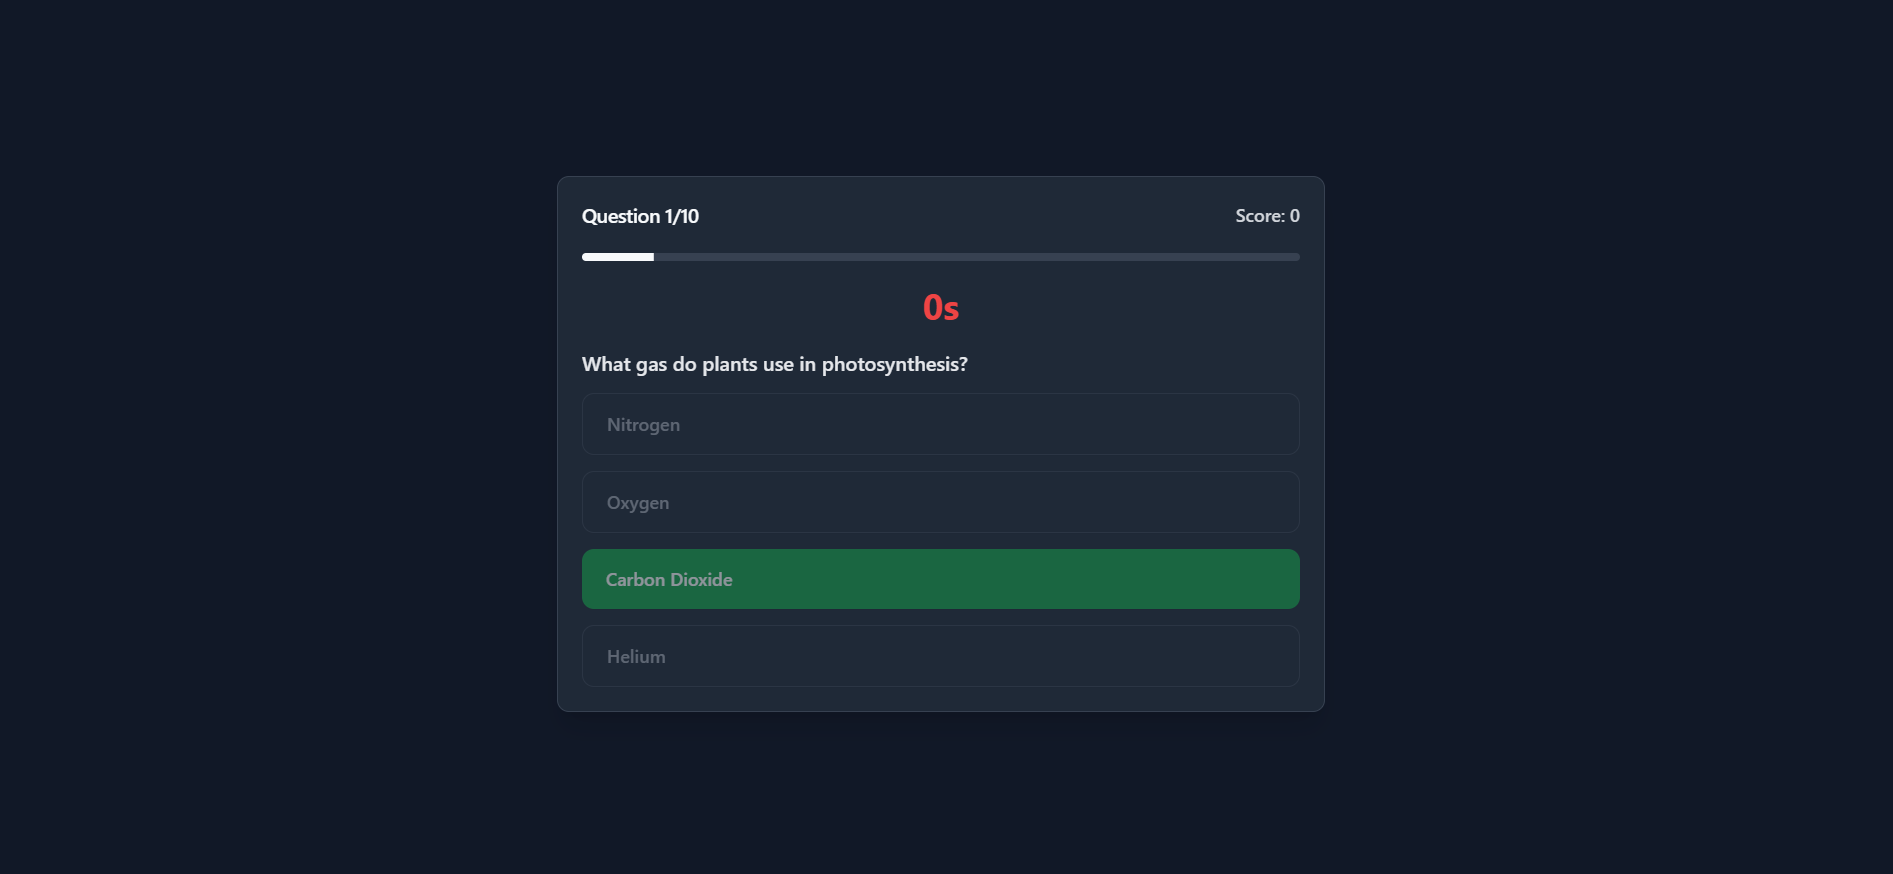 Question 1/10
Score: 0
0s
What gas do plants use in photosynthesis?
Nitrogen
Oxygen
Carbon Dioxide
Helium